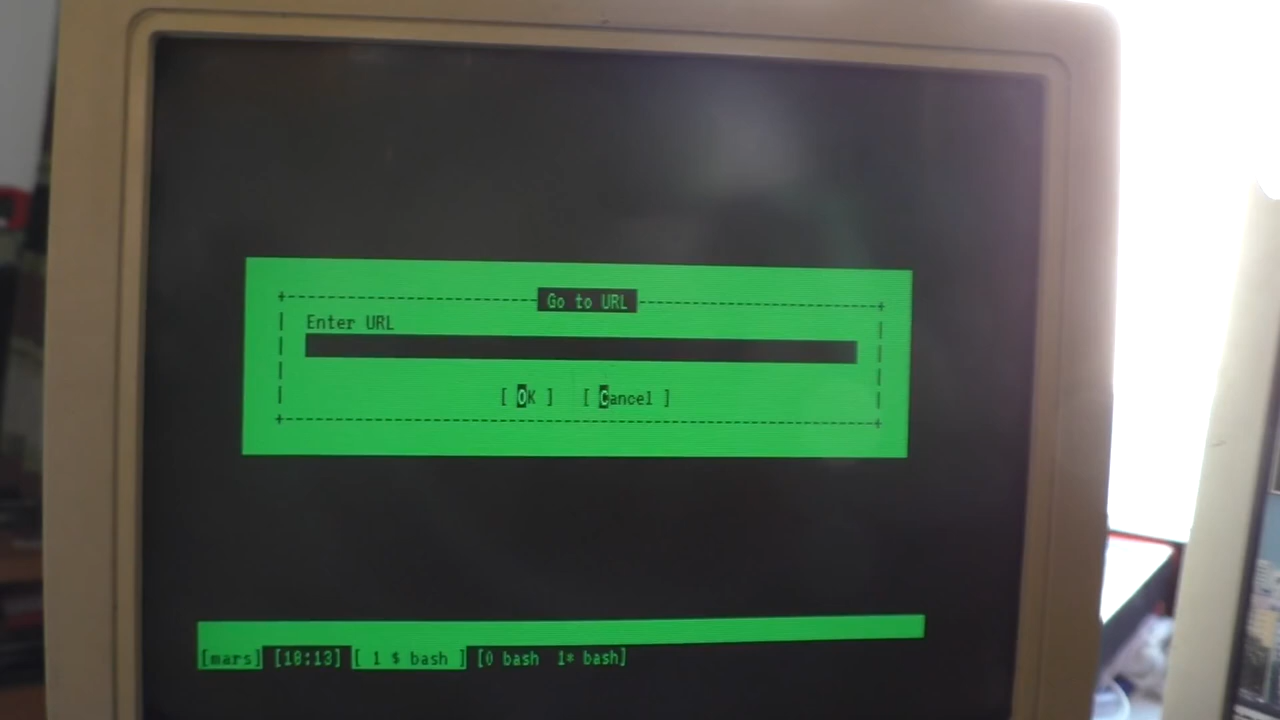 Go to URL
Enter URL
[ OK ] [ Cancel ]
[mars] [18:13] [ 1 $ bash ] [0 bash 1* bash]